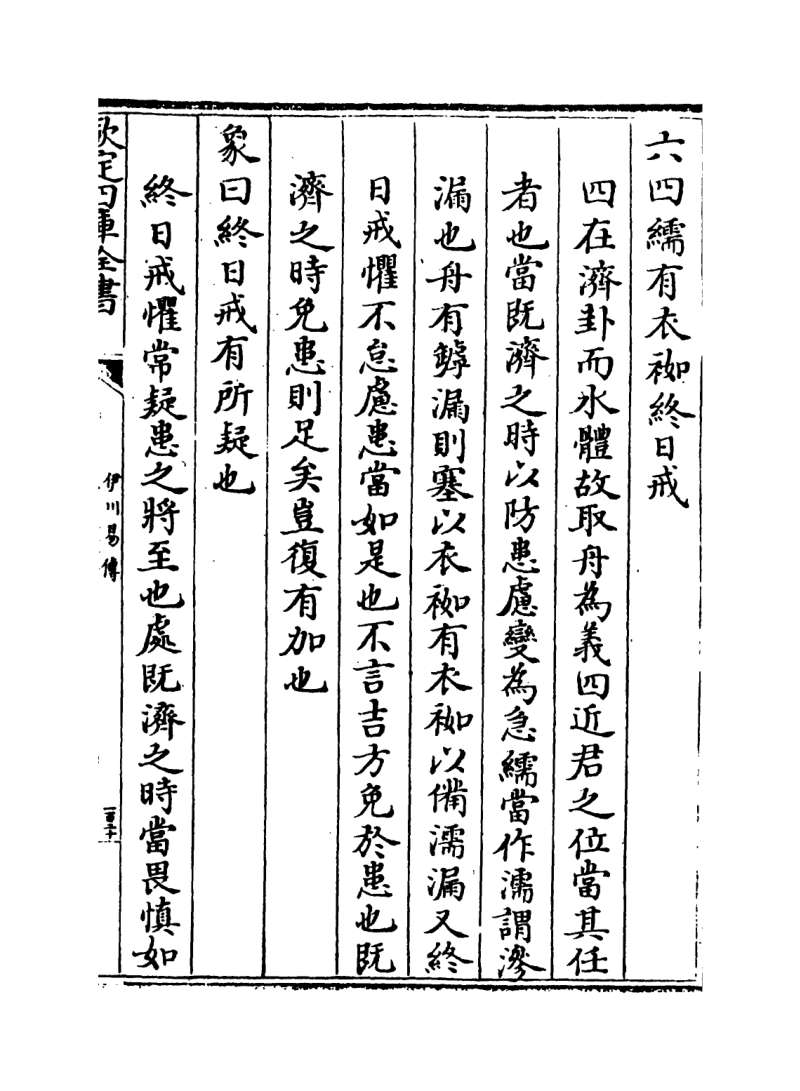 六四繻有衣袽終日戒
四在濟卦而水體故取舟為義四近君之位當其任
者也當既濟之時以防患慮變為急繻當作濡謂滲
漏也舟有罅漏則塞以衣袽有衣袽以備濡漏又終
日戒懼不怠慮患當如是也不言吉方免於患也既
濟之時免患則足矣豈復有加也
象曰終日戒有所疑也
終日戒懼常疑患之將至也處既濟之時當畏慎如
欽定四庫全書
伊川易傳